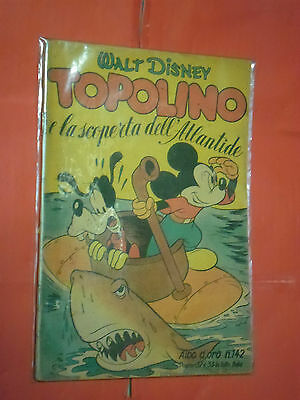 WALT DISNEY
TOPOLINO
e la scoperta dell'Atlantide
Albo d'oro n. 142